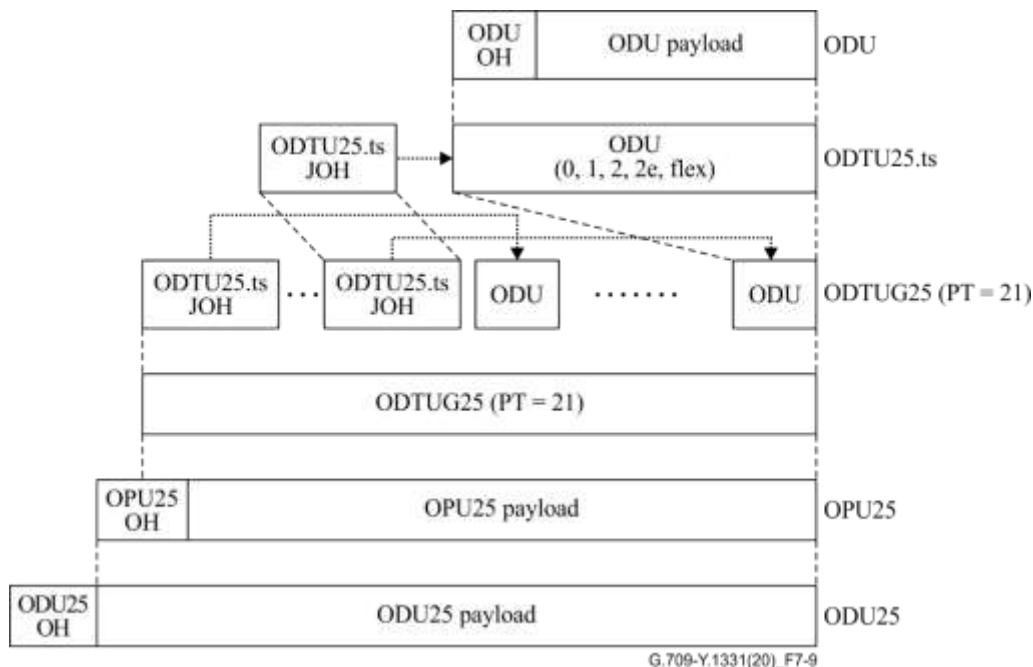 ODU
OH
ODU payload
ODU
ODTU25.ts
JOH
ODU
(0, 1, 2, 2e, flex)
ODTU25.ts
ODTU25.ts
JOH
ODTU25.ts
JOH
ODU
ODU
ODTUG25 (PT = 21)
ODTUG25 (PT = 21)
OPU25
OH
OPU25 payload
OPU25
ODU25
OH
ODU25 payload
ODU25
G.709-Y.1331(20)_F7-9